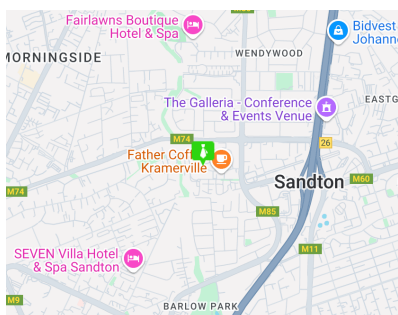 Fairlawns Boutique
Hotel & Spa
Bidvest
Johann
MORNINGSIDE
WENDYWOOD
The Galleria - Conference
& Events Venue
EASTG
M74
26
Father Coff
Kramerville
Sandton
M60
M74
M85
SEVEN Villa Hotel
& Spa Sandton
M11
M9
BARLOW PARK